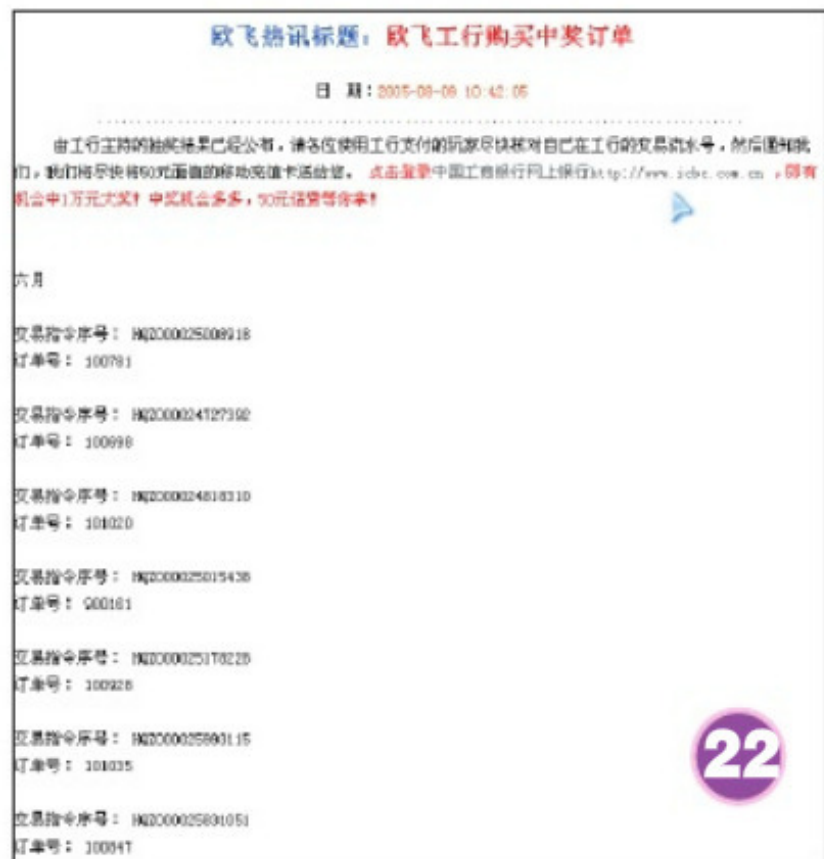 欧飞热讯标题：欧飞工行购买中奖订单
日 期：2005-08-09 10:42:05
由工行主持的抽奖结果已经公布，请各位使用工行支付的玩家尽快核对自己在工行的交易流水号，然后通知我
们，我们将尽快将50元面值的移动充值卡送给您。 点击登录中国工商银行网上银行http://www.icbc.com.cn ，即有
机会中1万元大奖！中奖机会多多，50元话费等你拿！
六月
交易指令序号： HQZ000025008918
订单号： 100781
交易指令序号： HQZ000024727392
订单号： 100898
交易指令序号： HQZ000024818310
订单号： 101020
交易指令序号： HQZ000025015438
订单号： 900161
交易指令序号： HQZ000025178228
订单号： 100928
交易指令序号： HQZ000025890115
订单号： 101035
交易指令序号： HQZ000025831051
订单号： 100847
22